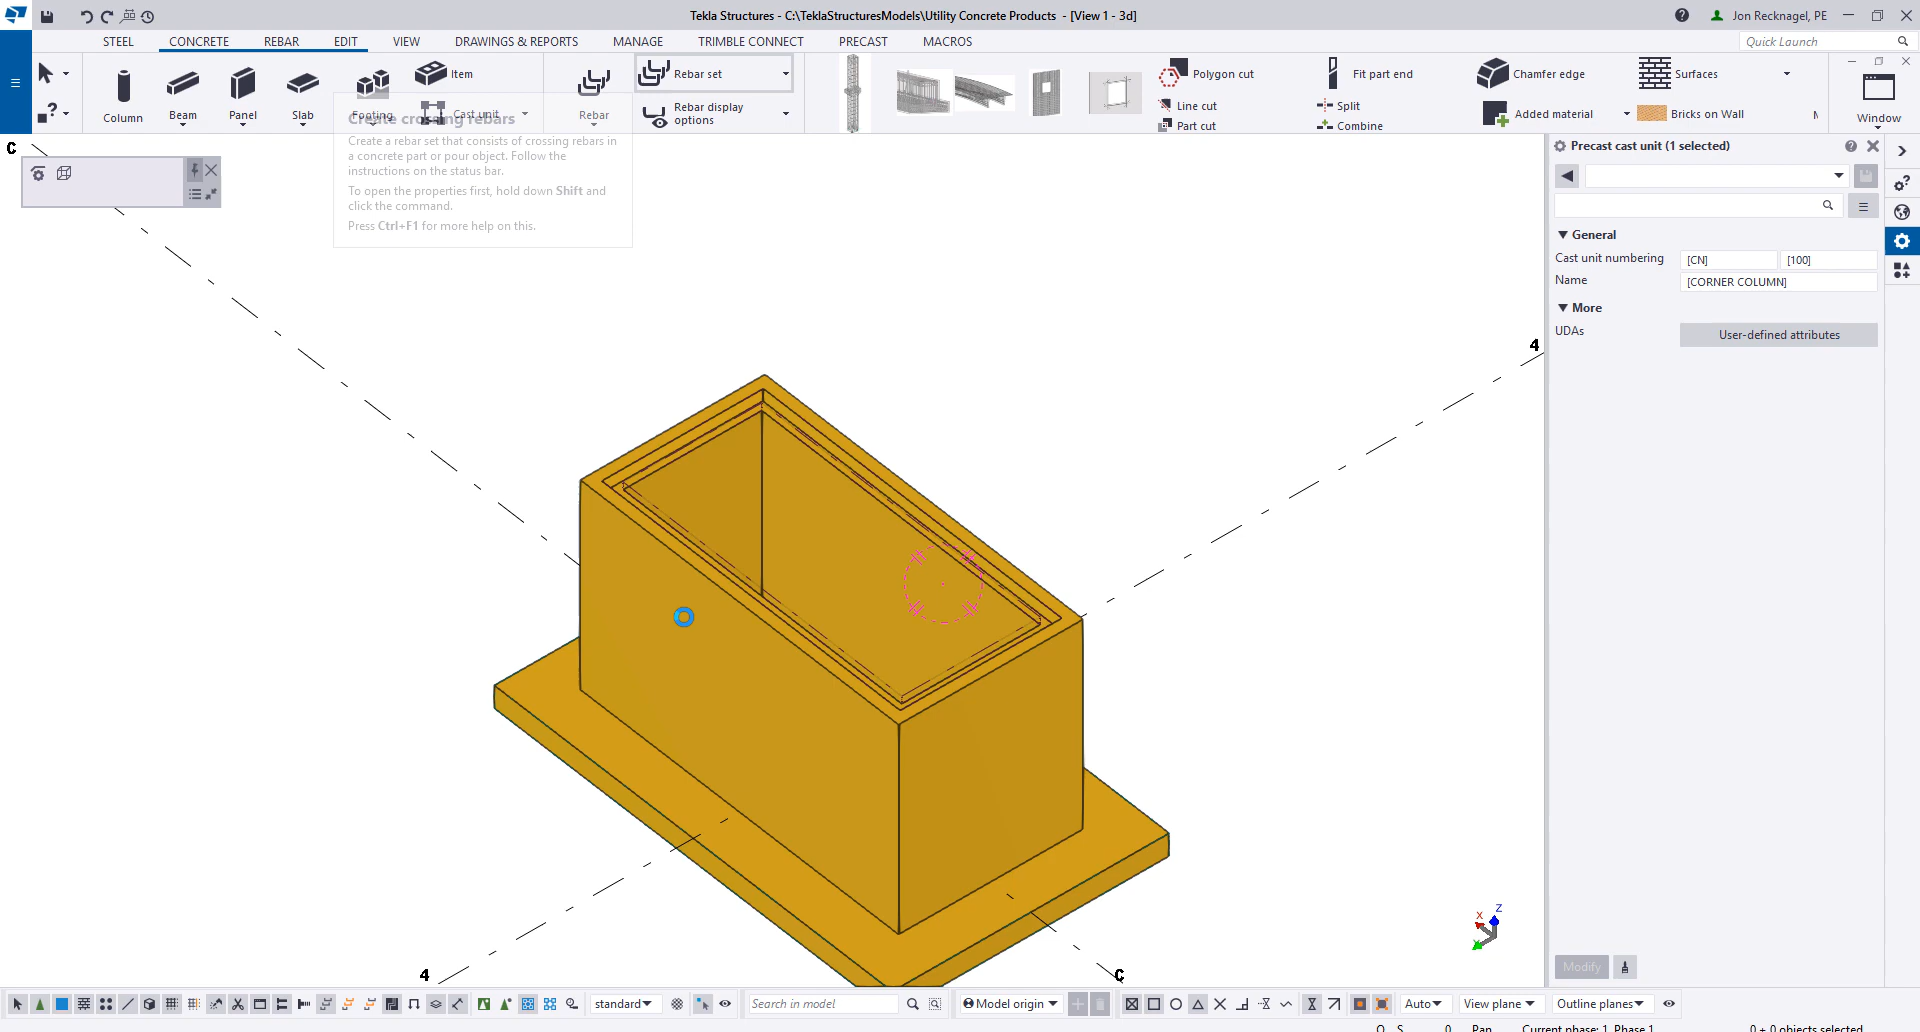 Tekla Structures - C:\TeklaStructuresModels\Utility Concrete Products - [View 1 - 3d]
Jon Recknagel, PE
STEEL CONCRETE REBAR EDIT VIEW DRAWINGS & REPORTS MANAGE TRIMBLE CONNECT PRECAST MACROS
Quick Launch
Column
Beam
Panel
Slab
Footing
Item
Cast unit
Rebar
Rebar set
Rebar display
options
Polygon cut
Line cut
Part cut
Fit part end
Split
Combine
Chamfer edge
Added material
Surfaces
Bricks on Wall
Window
Create crossing rebars
Create a rebar set that consists of crossing rebars in
a concrete part or pour object. Follow the
instructions on the status bar.
To open the properties first, hold down Shift and
click the command.
Press Ctrl+F1 for more help on this.
C
4
4
C
X
Z
Precast cast unit (1 selected)
General
Cast unit numbering [CN] [100]
Name [CORNER COLUMN]
More
UDAs User-defined attributes
Modify
standard
Search in model
Model origin
Auto
View plane
Outline planes
O S 0 Pan Current phase: 1, Phase 1 0 + 0 objects selected